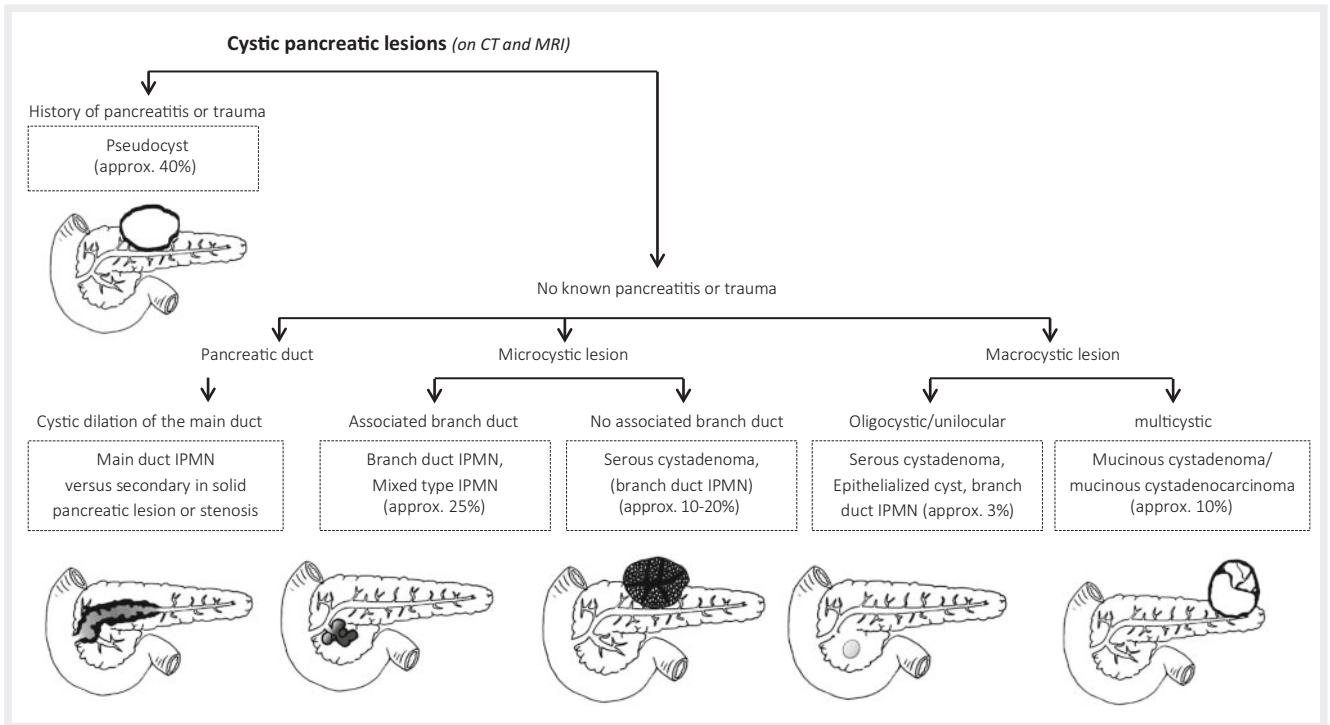 Cystic pancreatic lesions (on CT and MRI)
History of pancreatitis or trauma
Pseudocyst
(approx. 40%)
No known pancreatitis or trauma
Pancreatic duct
Microcystic lesion
Macrocystic lesion
Cystic dilation of the main duct
Associated branch duct
No associated branch duct
Oligocystic/unilocular
multicystic
Main duct IPMN
versus secondary in solid
pancreatic lesion or stenosis
Branch duct IPMN,
Mixed type IPMN
(approx. 25%)
Serous cystadenoma,
(branch duct IPMN)
(approx. 10-20%)
Serous cystadenoma,
Epithelialized cyst, branch
duct IPMN (approx. 3%)
Mucinous cystadenoma/
mucinous cystadenocarcinoma
(approx. 10%)